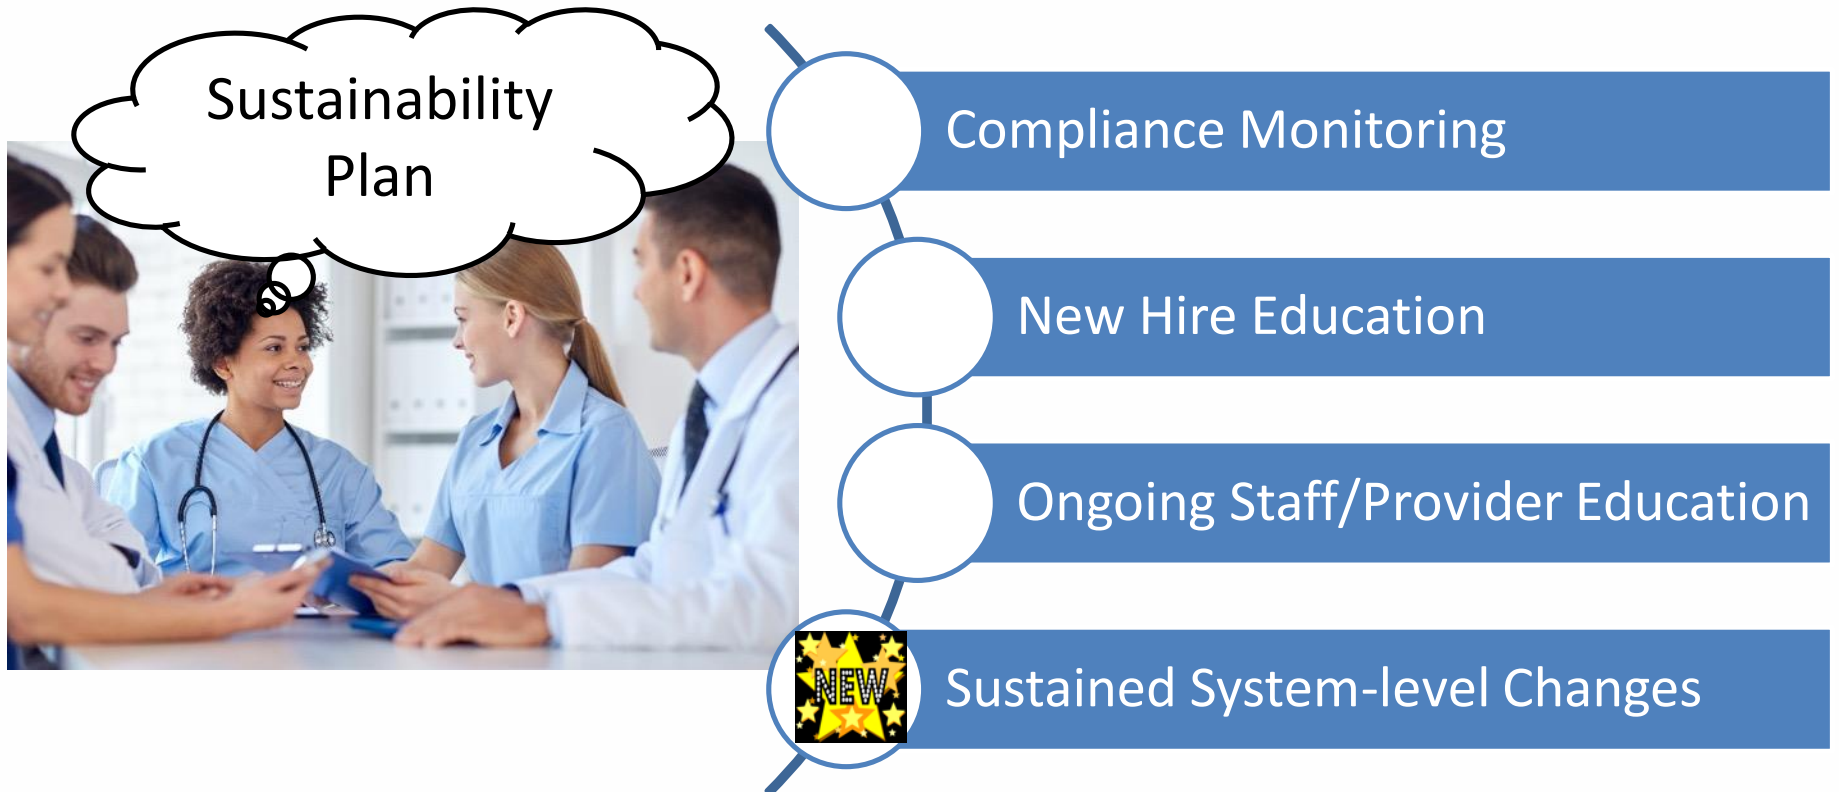 Sustainability
Plan
Compliance Monitoring
New Hire Education
Ongoing Staff/Provider Education
NEW
Sustained System-level Changes